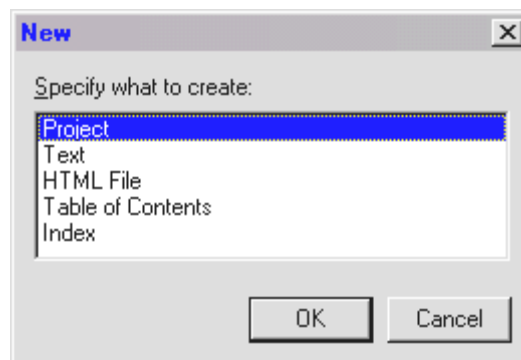 New
Specify what to create:
Project
Text
HTML File
Table of Contents
Index
OK Cancel